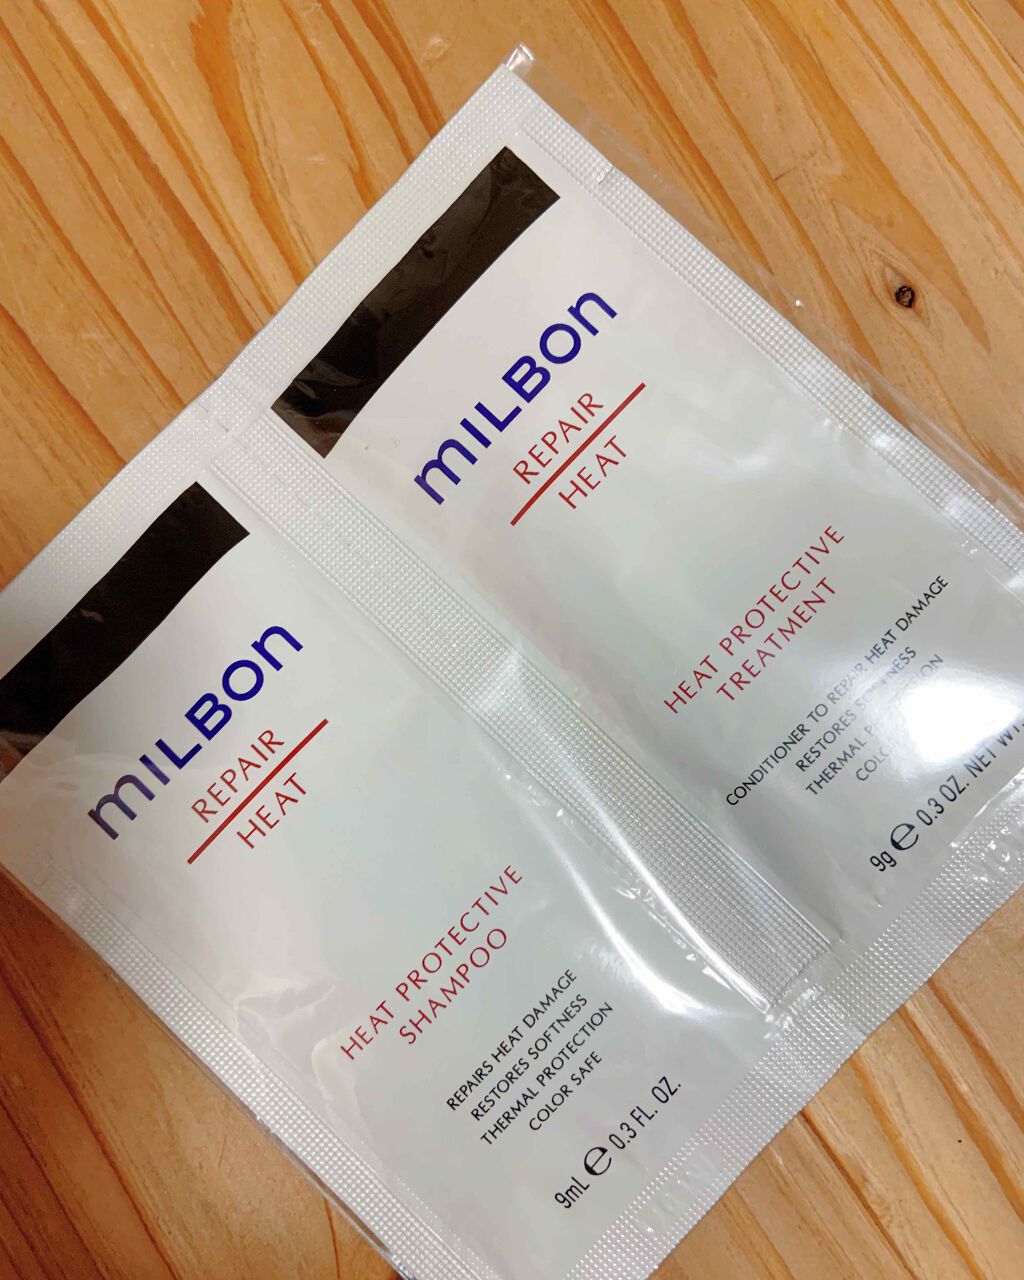 mILBON
REPAIR
HEAT
HEAT PROTECTIVE
SHAMPOO
REPAIRS HEAT DAMAGE
RESTORES SOFTNESS
THERMAL PROTECTION
COLOR SAFE
9mL e 0.3 FL. OZ.
mILBON
REPAIR
HEAT
HEAT PROTECTIVE
TREATMENT
CONDITIONER TO REPAIR HEAT DAMAGE
RESTORES SOFTNESS
THERMAL
9g e 0.3 OZ. NET WT.